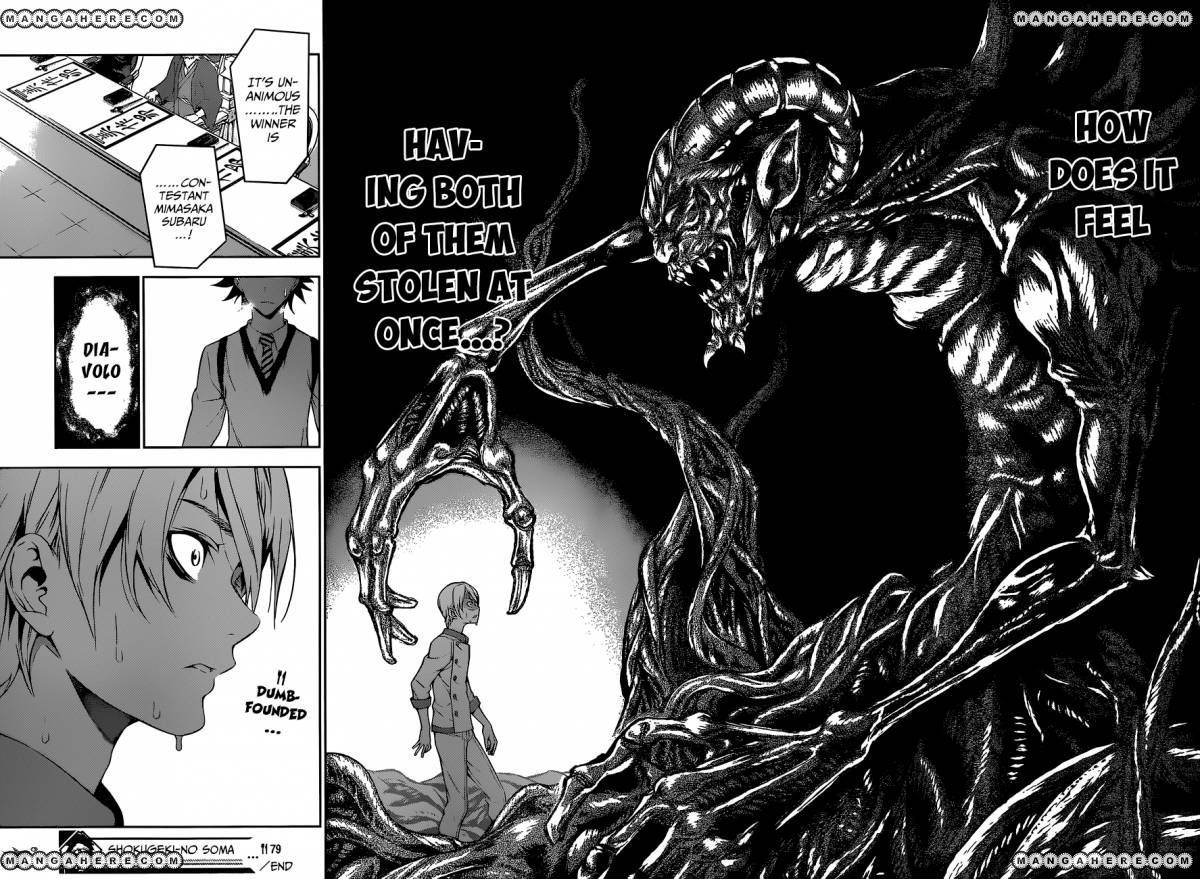 MANGAHERE.COM
MANGAHERE.COM
HOW
DOES IT
FEEL
HAV-
ING BOTH
OF THEM
STOLEN AT
ONCE...?
IT'S UN-
ANIMOUS
........THE
WINNER
IS
......CON-
TESTANT
MIMASAKA
SUBARU
...!
DIA-
VOLO
---
!!
DUMB-
FOUNDED
...
SHOKUGEKI-NO SOMA
... !! 79
/END
MANGAHERE.COM
MANGAHERE.COM